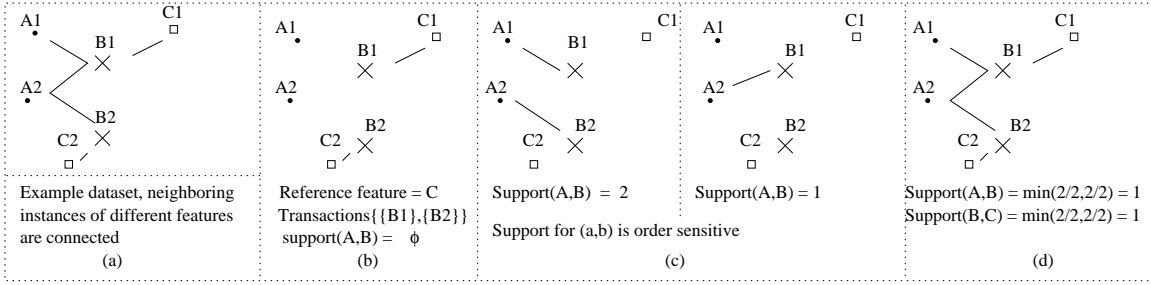 A1
C1
B1
A2
B2
C2
Example dataset, neighboring
instances of different features
are connected
(a)
A1
C1
B1
A2
B2
C2
Reference feature = C
Transactions{{B1},{B2}}
support(A,B) = ϕ
(b)
A1
C1
B1
A2
B2
C2
Support(A,B) = 2
A1
C1
B1
A2
B2
C2
Support(A,B) = 1
Support for (a,b) is order sensitive
(c)
A1
C1
B1
A2
B2
C2
Support(A,B) = min(2/2,2/2) = 1
Support(B,C) = min(2/2,2/2) = 1
(d)